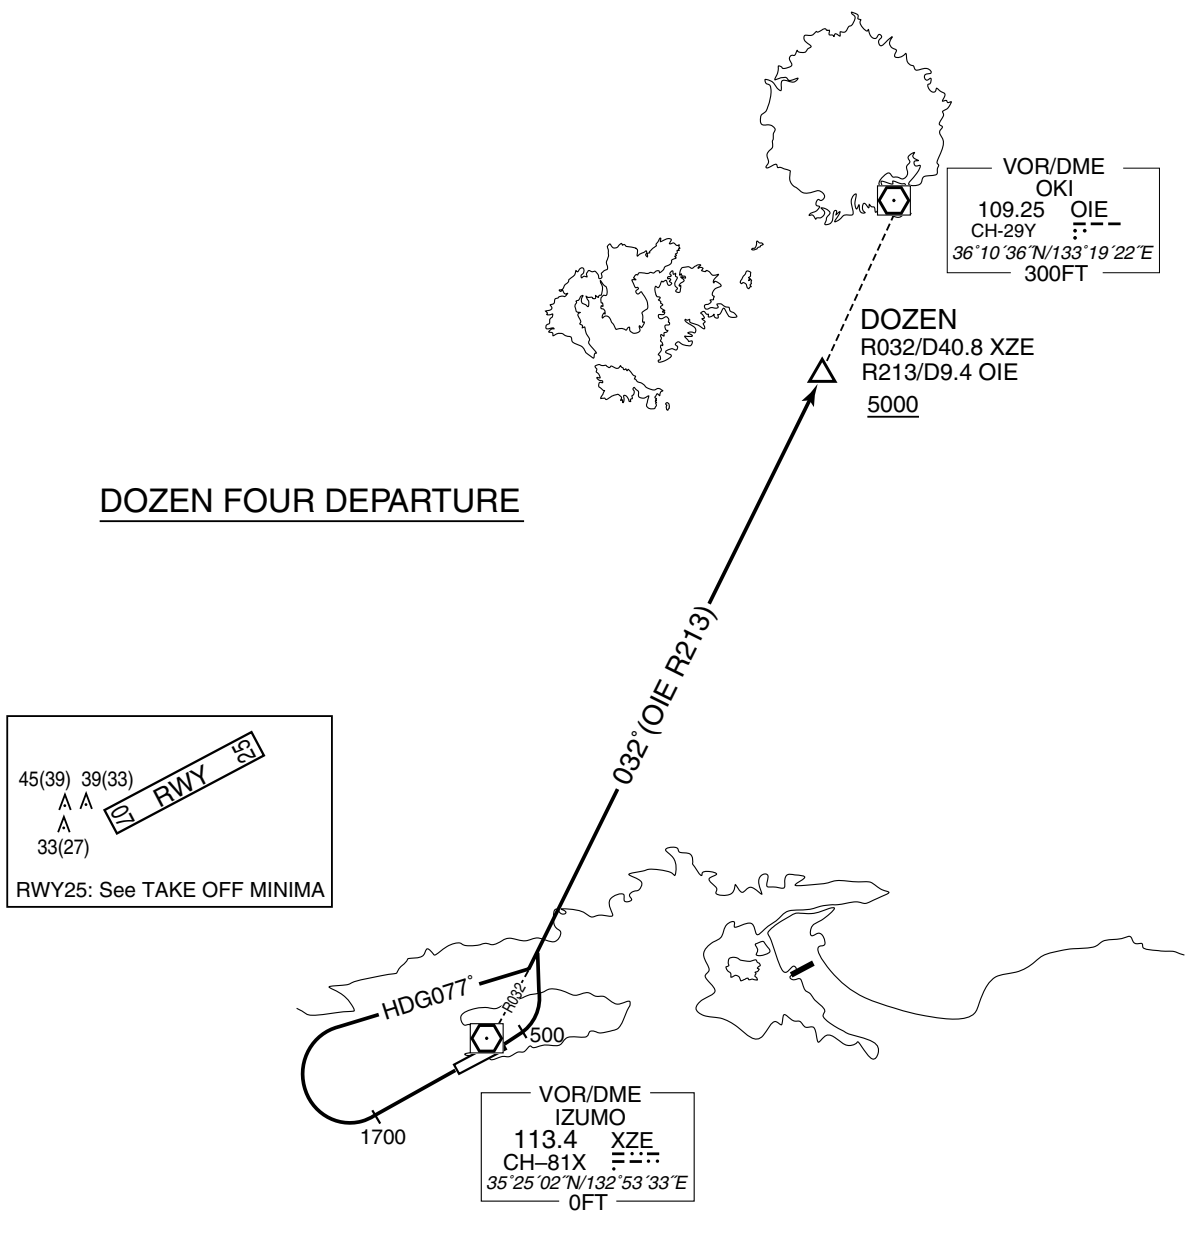 VOR/DME
OKI
109.25 OIE
CH-29Y
36°10´36˝N/133°19´22˝E
300FT
DOZEN
R032/D40.8 XZE
R213/D9.4 OIE
5000
DOZEN FOUR DEPARTURE
032°(OIE R213)
45(39) 39(33)
RWY
07
25
33(27)
RWY25: See TAKE OFF MINIMA
HDG077°
R032
500
1700
VOR/DME
IZUMO
113.4 XZE
CH–81X
35°25´02˝N/132°53´33˝E
0FT